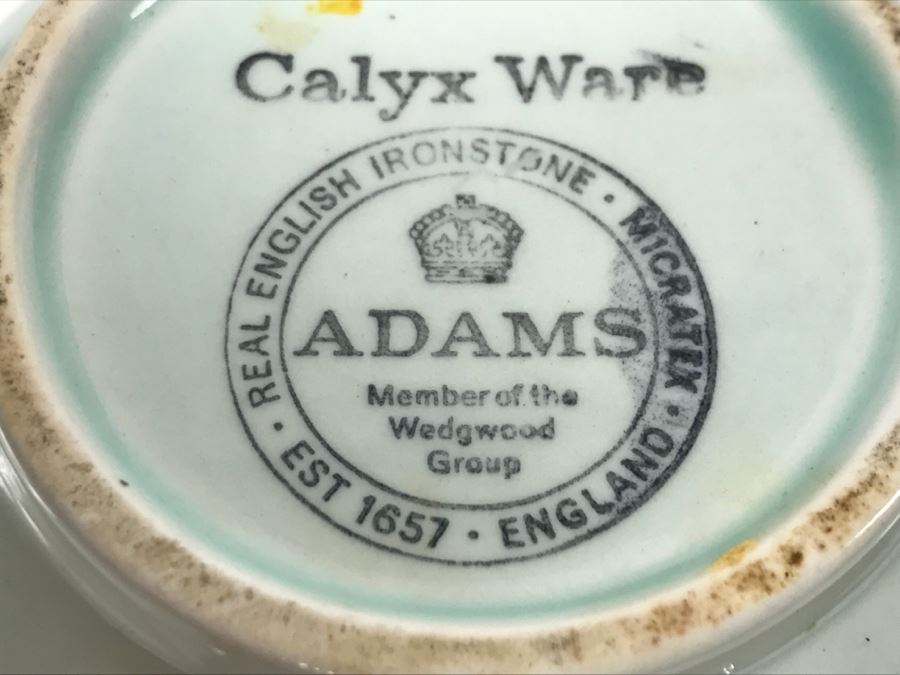 Calyx Ware
REAL ENGLISH IRONSTONE · MICRATEX ·
ADAMS
Member of the
Wedgwood
Group
· EST 1657 · ENGLAND